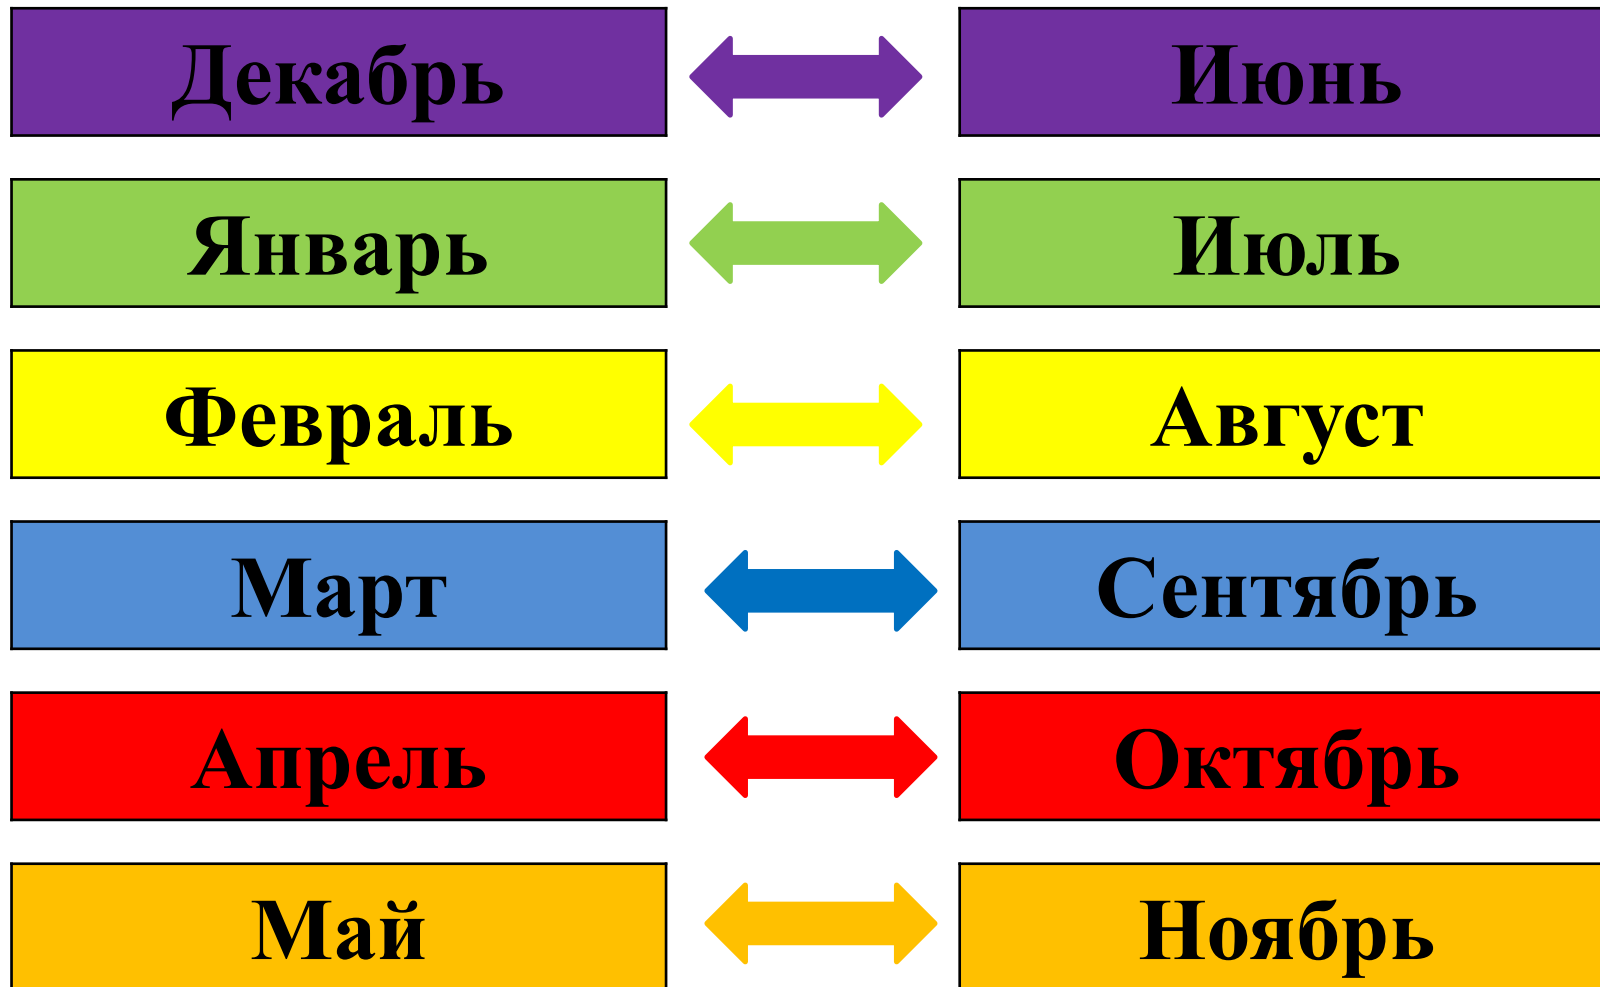 Декабрь Июнь
Январь Июль
Февраль Август
Март Сентябрь
Апрель Октябрь
Май Ноябрь